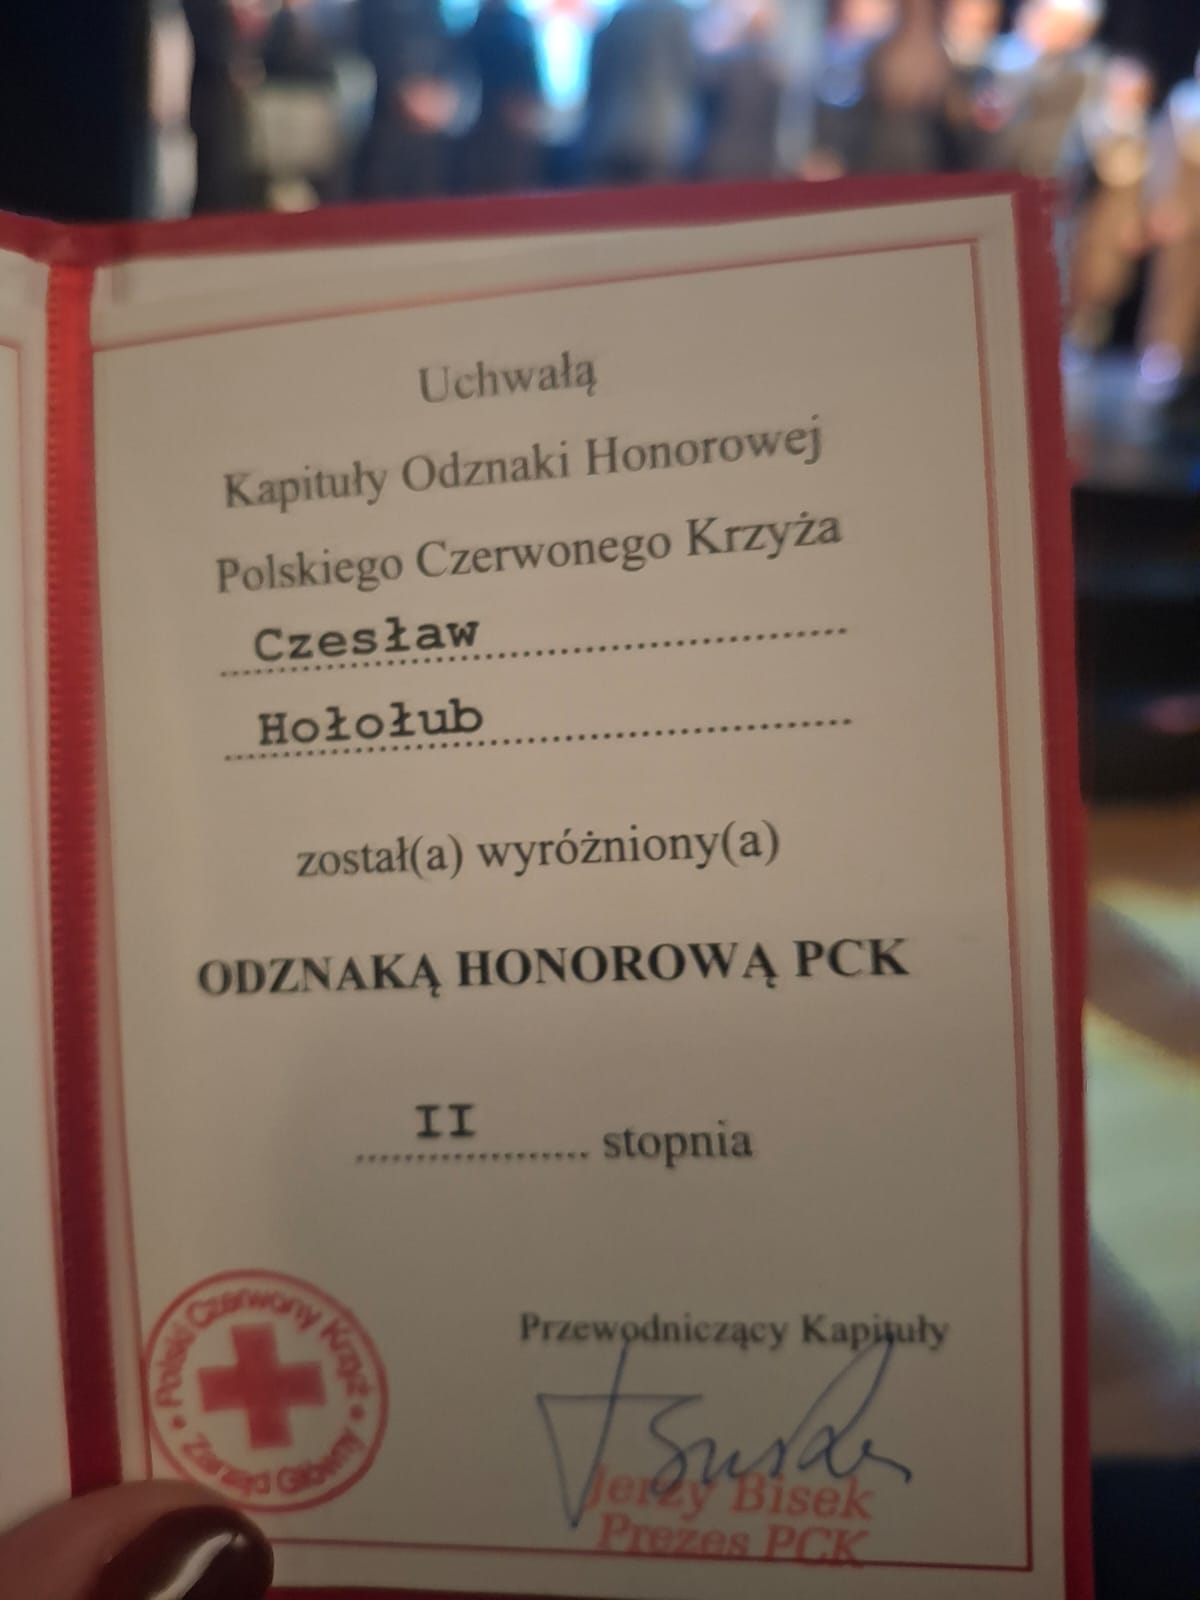 Uchwałą
Kapituły Odznaki Honorowej
Polskiego Czerwonego Krzyża
Czesław
Hołołub
został(a) wyróżniony(a)
ODZNAKĄ HONOROWĄ PCK
II stopnia
Przewodniczący Kapituły
Polski Czerwony Krzyż
Zarząd Główny
Jerzy Bisek
Prezes PCK